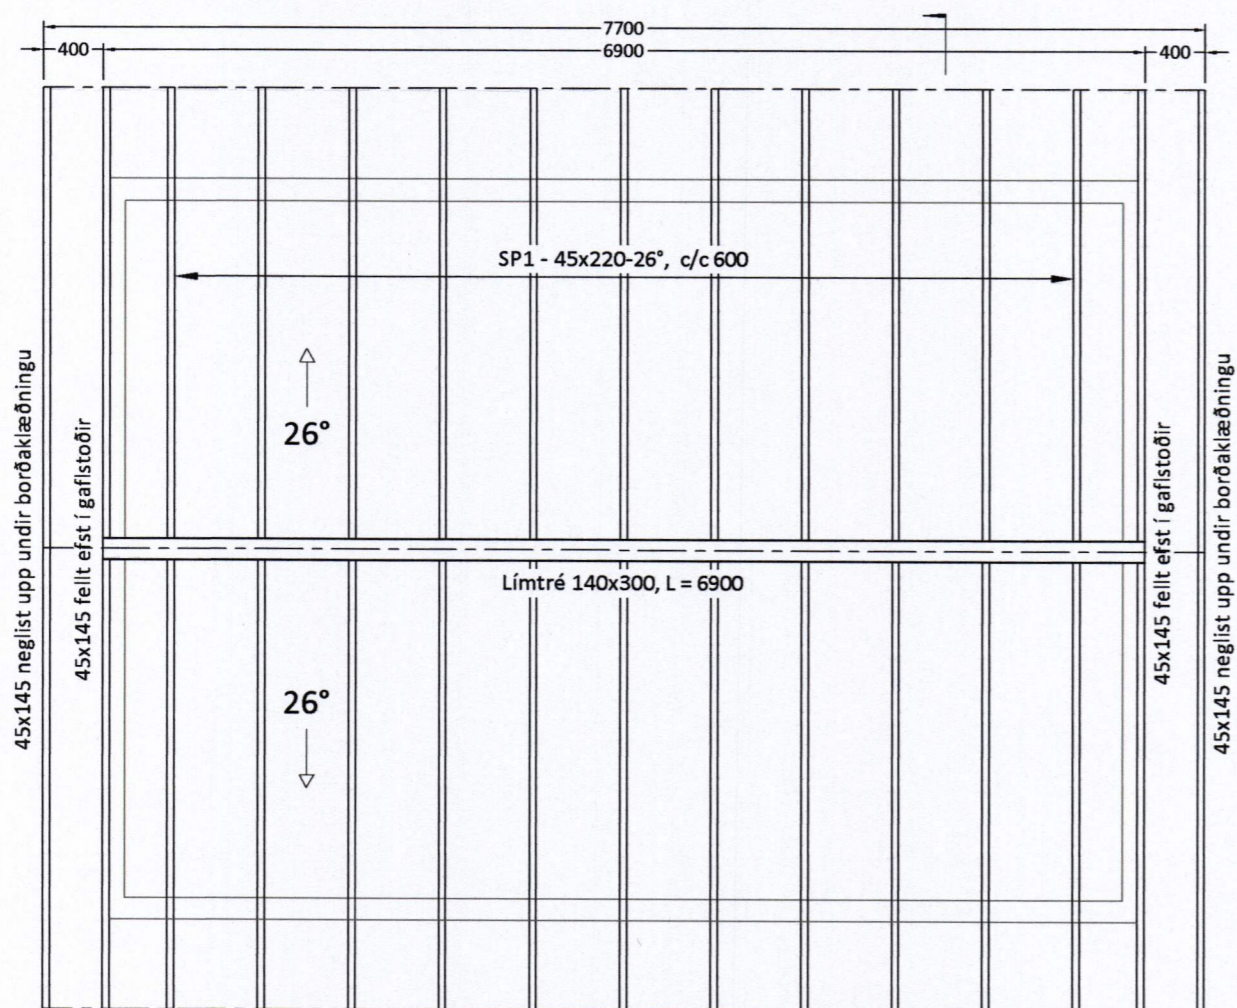 7700
400
6900
400
SP1 - 45x220-26°, c/c 600
26°
45x145 neglist upp undir borðaklæðningu
45x145 fellt efst í gaflstoðir
45x145 fellt efst í gaflstoðir
45x145 neglist upp undir borðaklæðningu
Límtré 140x300, L = 6900
26°